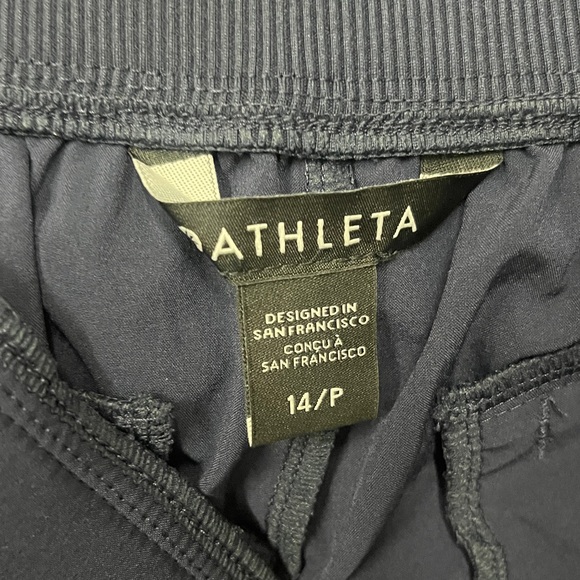 ATHLETA
DESIGNED IN
SAN FRANCISCO
CONÇU À
SAN FRANCISCO
14/P